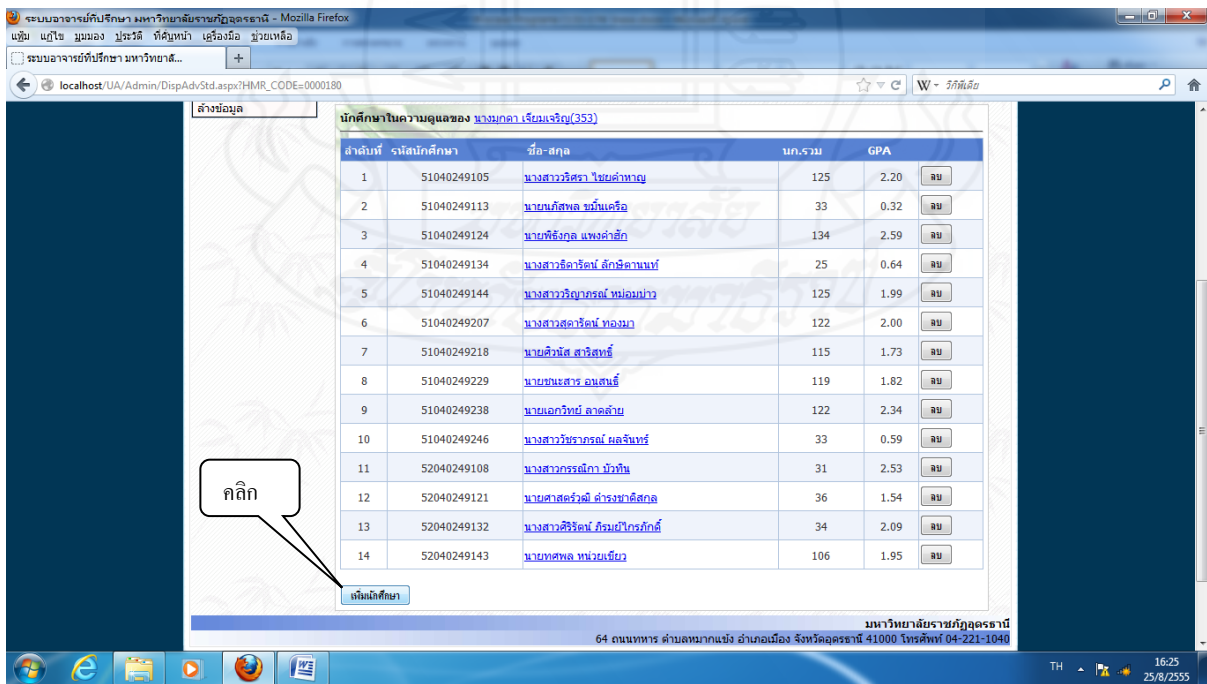 ระบบอาจารย์ที่ปรึกษา มหาวิทยาลัยราชภัฏอุดรธานี - Mozilla Firefox
แฟ้ม แก้ไข มุมมอง ประวัติ ที่คั่นหน้า เครื่องมือ ช่วยเหลือ
ระบบอาจารย์ที่ปรึกษา มหาวิทยาลั... +
localhost/UA/Admin/DispAdvStd.aspx?HMR_CODE=0000180 W - วิกิพีเดีย
ล้างข้อมูล
นักศึกษาในความดูแลของ นางมุกดา เจียมเจริญ(353)
ลำดับที่ รหัสนักศึกษา ชื่อ-สกุล นก.รวม GPA
1 51040249105 นางสาววริศรา ไชยคำหาญ 125 2.20 ลบ
2 51040249113 นายนภัสพล ขมิ้นเครือ 33 0.32 ลบ
3 51040249124 นายพิธังกุล แพงคำฮัก 134 2.59 ลบ
4 51040249134 นางสาวธิดารัตน์ ลักษิตานนท์ 25 0.64 ลบ
5 51040249144 นางสาววริญาภรณ์ หม่อมบ่าว 125 1.99 ลบ
6 51040249207 นางสาวสุดารัตน์ ทองมา 122 2.00 ลบ
7 51040249218 นายศิวนัส สาริสุทธิ์ 115 1.73 ลบ
8 51040249229 นายชนะสาร อนุสนธิ์ 119 1.82 ลบ
9 51040249238 นายเอกวิทย์ ลาดล้าย 122 2.34 ลบ
10 51040249246 นางสาววัชราภรณ์ ผลจันทร์ 33 0.59 ลบ
11 52040249108 นางสาวกรรณิกา บัวทิน 31 2.53 ลบ
12 52040249121 นายศาสตร์วุฒิ ดำรงชาติสกุล 36 1.54 ลบ
13 52040249132 นางสาวศิริรัตน์ ภิรมย์ไกรภักดิ์ 34 2.09 ลบ
14 52040249143 นายทศพล หน่วยเขียว 106 1.95 ลบ
คลิก
เพิ่มนักศึกษา
มหาวิทยาลัยราชภัฏอุดรธานี
64 ถนนทหาร ตำบลหมากแข้ง อำเภอเมือง จังหวัดอุดรธานี 41000 โทรศัพท์ 04-221-1040
TH 16:25
25/8/2555